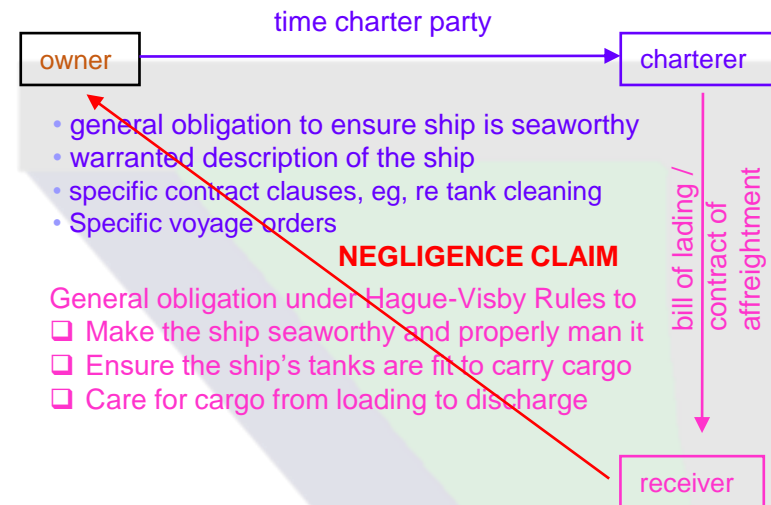 time charter party
owner
charterer
• general obligation to ensure ship is seaworthy
• warranted description of the ship
• specific contract clauses, eg, re tank cleaning
• Specific voyage orders
NEGLIGENCE CLAIM
bill of lading /
contract of
affreightment
General obligation under Hague-Visby Rules to
❑ Make the ship seaworthy and properly man it
❑ Ensure the ship's tanks are fit to carry cargo
❑ Care for cargo from loading to discharge
receiver